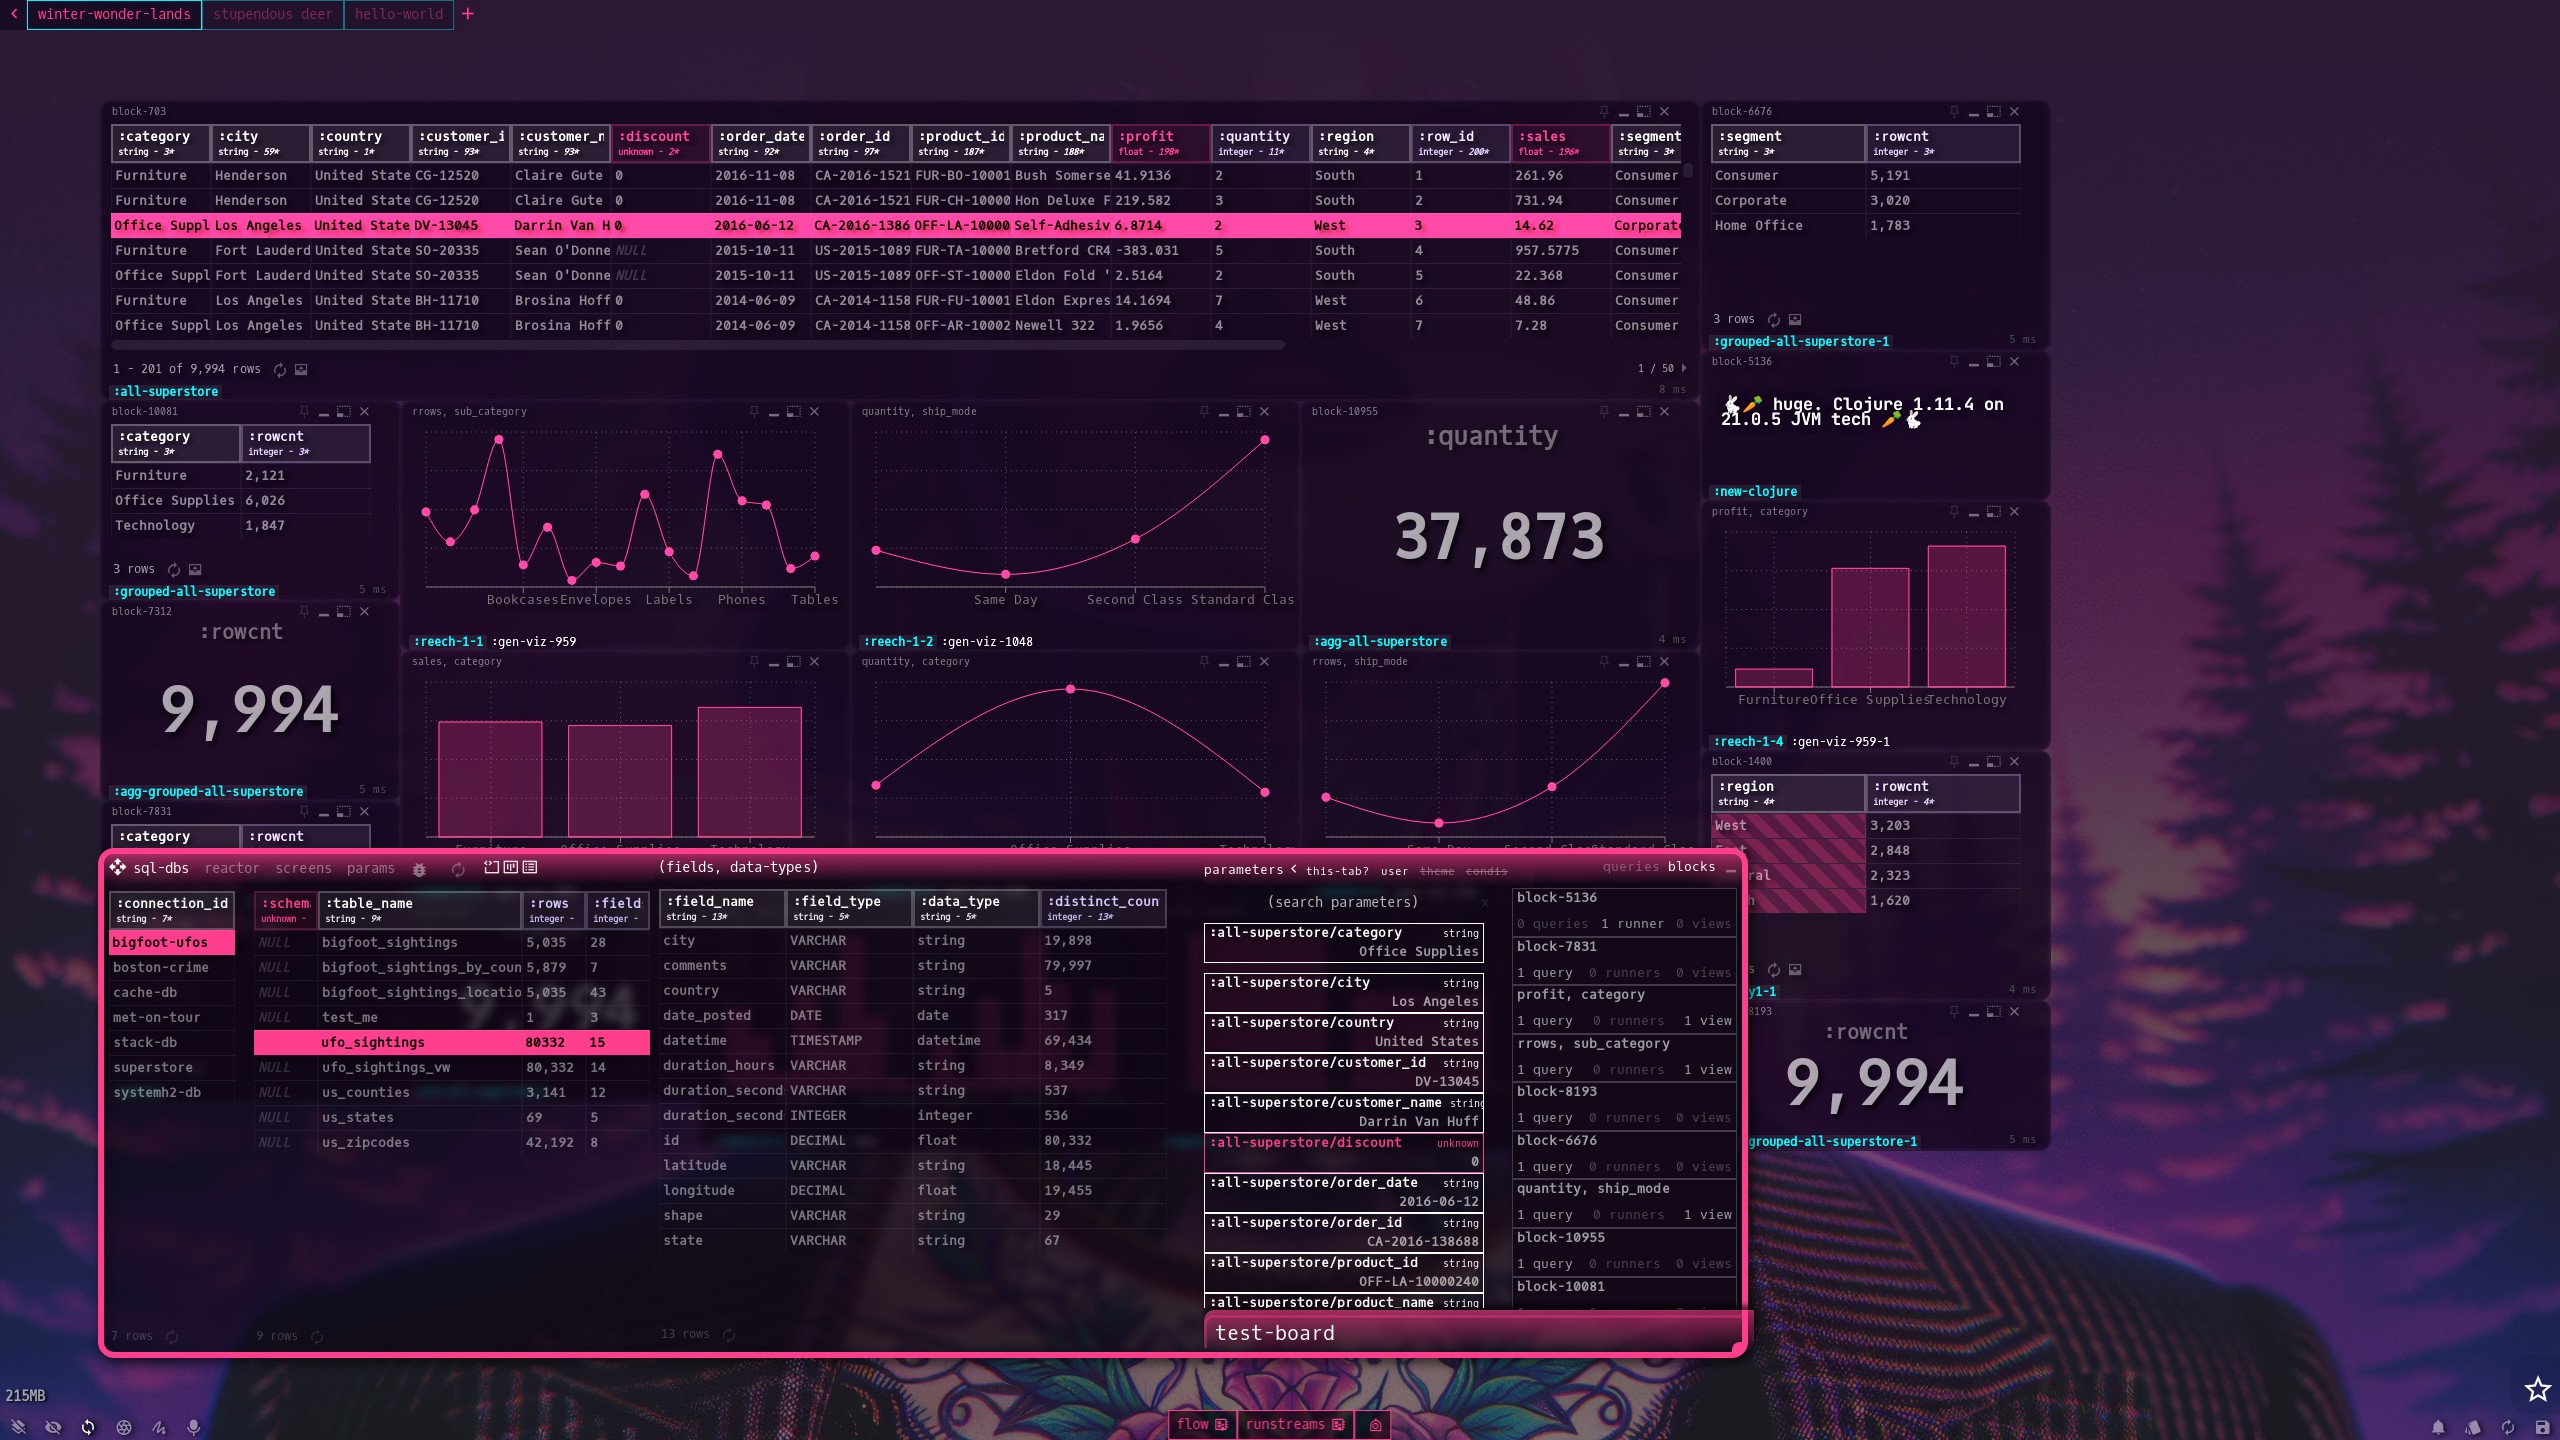 winter-wonder-lands stupendous deer hello-world +
block-703
:category :city :country :customer_i :customer_n :discount :order_date :order_id :product_id :product_na :profit :quantity :region :row_id :sales :segment
string - 3* string - 59* string - 1* string - 93* string - 93* unknown - 2* string - 92* string - 97* string - 187* string - 188* float - 198* integer - 11* string - 4* integer - 200* float - 196* string - 3*
Furniture Henderson United State CG-12520 Claire Gute 0 2016-11-08 CA-2016-1521 FUR-BO-10001 Bush Somerse 41.9136 2 South 1 261.96 Consumer
Furniture Henderson United State CG-12520 Claire Gute 0 2016-11-08 CA-2016-1521 FUR-CH-10000 Hon Deluxe F 219.582 3 South 2 731.94 Consumer
Office Suppl Los Angeles United State DV-13045 Darrin Van H 0 2016-06-12 CA-2016-1386 OFF-LA-10000 Self-Adhesiv 6.8714 2 West 3 14.62 Corporate
Furniture Fort Lauderd United State SO-20335 Sean O'Donne NULL 2015-10-11 US-2015-1089 FUR-TA-10000 Bretford CR4 -383.031 5 South 4 957.5775 Consumer
Office Suppl Fort Lauderd United State SO-20335 Sean O'Donne NULL 2015-10-11 US-2015-1089 OFF-ST-10000 Eldon Fold ' 2.5164 2 South 5 22.368 Consumer
Furniture Los Angeles United State BH-11710 Brosina Hoff 0 2014-06-09 CA-2014-1158 FUR-FU-10001 Eldon Expres 14.1694 7 West 6 48.86 Consumer
Office Suppl Los Angeles United State BH-11710 Brosina Hoff 0 2014-06-09 CA-2014-1158 OFF-AR-10002 Newell 322 1.9656 4 West 7 7.28 Consumer
1 - 201 of 9,994 rows 1 / 50
8 ms
:all-superstore
block-6676
:segment :rowcnt
string - 3* integer - 3*
Consumer 5,191
Corporate 3,020
Home Office 1,783
3 rows
:grouped-all-superstore-1 5 ms
block-5136
🐇🥕 huge. Clojure 1.11.4 on
21.0.5 JVM tech 🥕🐇
:new-clojure
block-10081
:category :rowcnt
string - 3* integer - 3*
Furniture 2,121
Office Supplies 6,026
Technology 1,847
3 rows
:grouped-all-superstore 5 ms
rrows, sub_category
Bookcases Envelopes Labels Phones Tables
:reech-1-1 :gen-viz-959
quantity, ship_mode
Same Day Second Class Standard Clas
:reech-1-2 :gen-viz-1048
block-10955
:quantity
37,873
:agg-all-superstore 4 ms
profit, category
Furniture Office Supplies Technology
:reech-1-4 :gen-viz-959-1
block-7312
:rowcnt
9,994
:agg-grouped-all-superstore 5 ms
sales, category
quantity, category
rrows, ship_mode
block-7831
:category :rowcnt
block-1400
:region :rowcnt
string - 4* integer - 4*
West 3,203
2,848
ral 2,323
h 1,620
s
y1-1 4 ms
8193
:rowcnt
9,994
grouped-all-superstore-1 5 ms
sql-dbs reactor screens params
:connection_id
string - 7*
bigfoot-ufos
boston-crime
cache-db
met-on-tour
stack-db
superstore
systemh2-db
7 rows
:schem :table_name :rows :field
unknown - string - 9* integer - integer -
NULL bigfoot_sightings 5,035 28
NULL bigfoot_sightings_by_coun 5,879 7
NULL bigfoot_sightings_locatio 5,035 43
NULL test_me 1 3
ufo_sightings 80332 15
NULL ufo_sightings_vw 80,332 14
NULL us_counties 3,141 12
NULL us_states 69 5
NULL us_zipcodes 42,192 8
9 rows
(fields, data-types)
:field_name :field_type :data_type :distinct_coun
string - 13* string - 5* string - 5* integer - 13*
city VARCHAR string 19,898
comments VARCHAR string 79,997
country VARCHAR string 5
date_posted DATE date 317
datetime TIMESTAMP datetime 69,434
duration_hours VARCHAR string 8,349
duration_second VARCHAR string 537
duration_second INTEGER integer 536
id DECIMAL float 80,332
latitude VARCHAR string 18,445
longitude DECIMAL float 19,455
shape VARCHAR string 29
state VARCHAR string 67
13 rows
parameters < this-tab? user theme condis
(search parameters) x
:all-superstore/category string
Office Supplies
:all-superstore/city string
Los Angeles
:all-superstore/country string
United States
:all-superstore/customer_id string
DV-13045
:all-superstore/customer_name string
Darrin Van Huff
:all-superstore/discount unknown
0
:all-superstore/order_date string
2016-06-12
:all-superstore/order_id string
CA-2016-138688
:all-superstore/product_id string
OFF-LA-10000240
:all-superstore/product_name string
queries blocks
block-5136
0 queries 1 runner 0 views
block-7831
1 query 0 runners 0 views
profit, category
1 query 0 runners 1 view
rrows, sub_category
1 query 0 runners 1 view
block-8193
1 query 0 runners 0 views
block-6676
1 query 0 runners 0 views
quantity, ship_mode
1 query 0 runners 1 view
block-10955
1 query 0 runners 0 views
block-10081
test-board
215MB
flow runstreams